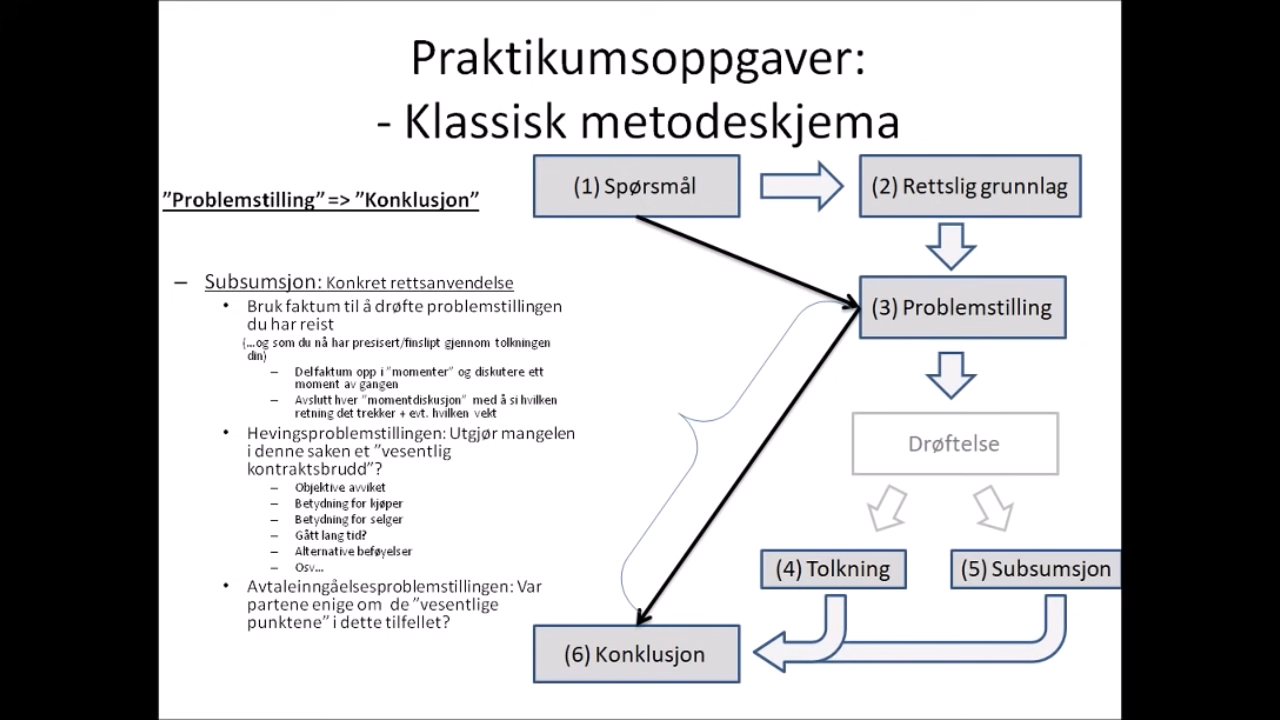 Praktikumsoppgaver:
- Klassisk metodeskjema
”Problemstilling” => ”Konklusjon”
– Subsumsjon: Konkret rettsanvendelse
• Bruk faktum til å drøfte problemstillingen
du har reist
(…og som du nå har presisert/finslipt gjennom tolkningen
din)
– Del faktum opp i ”momenter” og diskutere ett
moment av gangen
– Avslutt hver ”momentdiskusjon” med å si hvilken
retning det trekker + evt. hvilken vekt
• Hevingsproblemstillingen: Utgjør mangelen
i denne saken et ”vesentlig
kontraktsbrudd”?
– Objektive avviket
– Betydning for kjøper
– Betydning for selger
– Gått lang tid?
– Alternative beføyelser
– Osv…
• Avtaleinngåelsesproblemstillingen: Var
partene enige om de ”vesentlige
punktene” i dette tilfellet?
(1) Spørsmål
(2) Rettslig grunnlag
(3) Problemstilling
Drøftelse
(4) Tolkning
(5) Subsumsjon
(6) Konklusjon